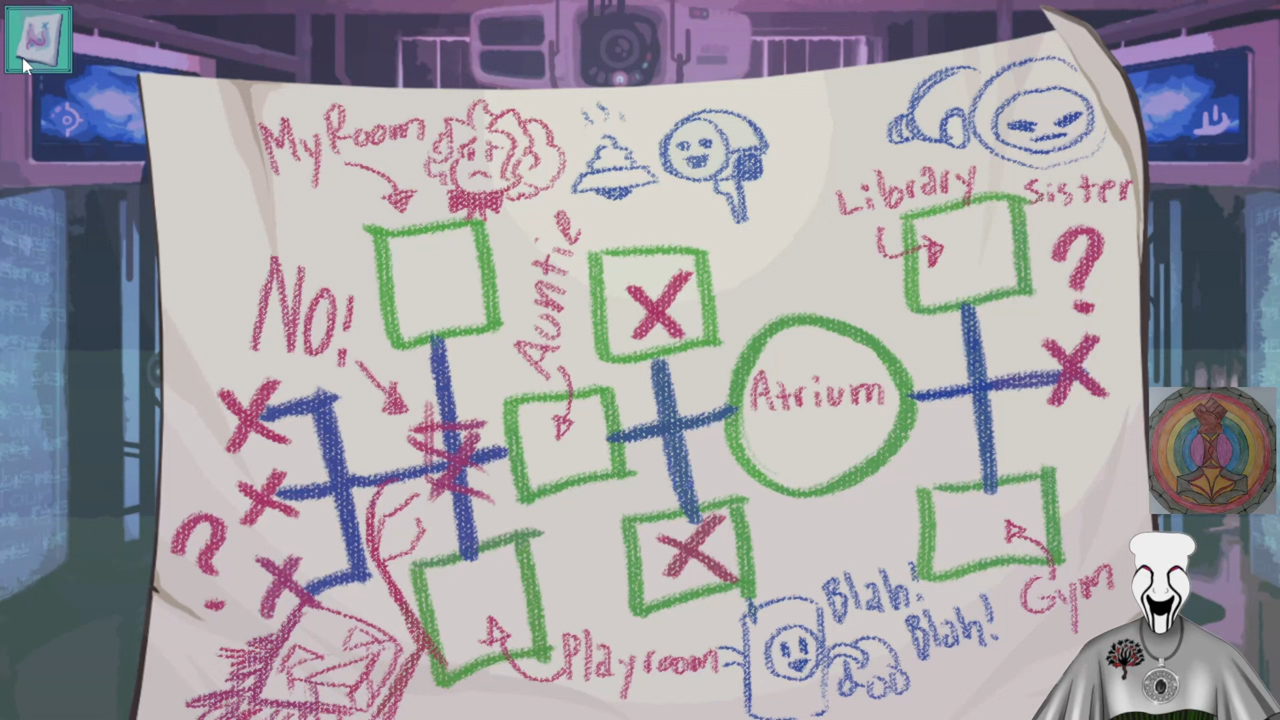 My Room
Library
Sister
Auntie
NO!
?
X
Atrium
X
X
X
?
X
X
X
Gym
Blah!
Blah!
Playroom